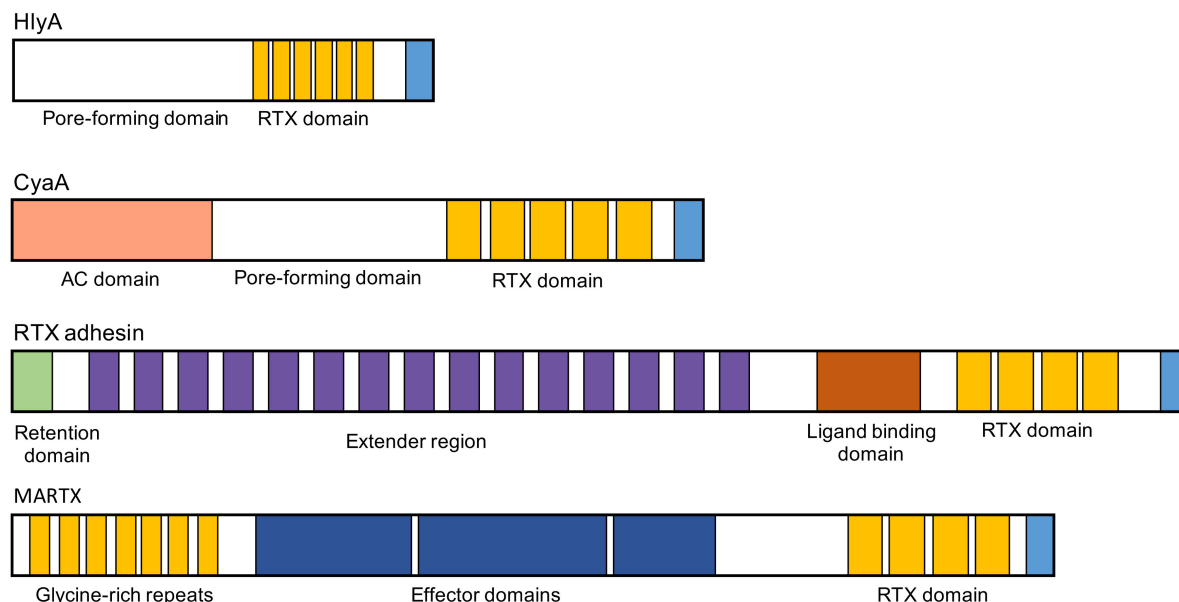 HlyA
Pore-forming domain RTX domain
CyaA
AC domain Pore-forming domain RTX domain
RTX adhesin
Retention
domain
Extender region
Ligand binding
domain
RTX domain
MARTX
Glycine-rich repeats Effector domains RTX domain